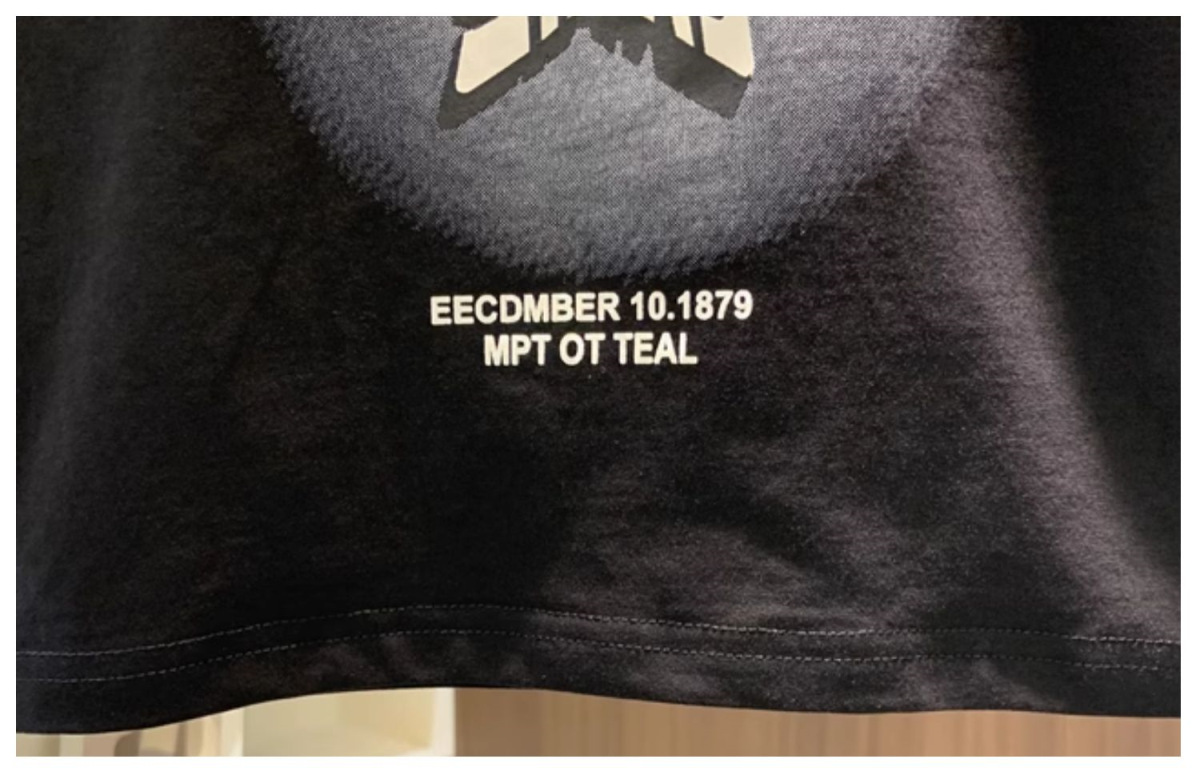 EECDMBER 10.1879
MPT OT TEAL